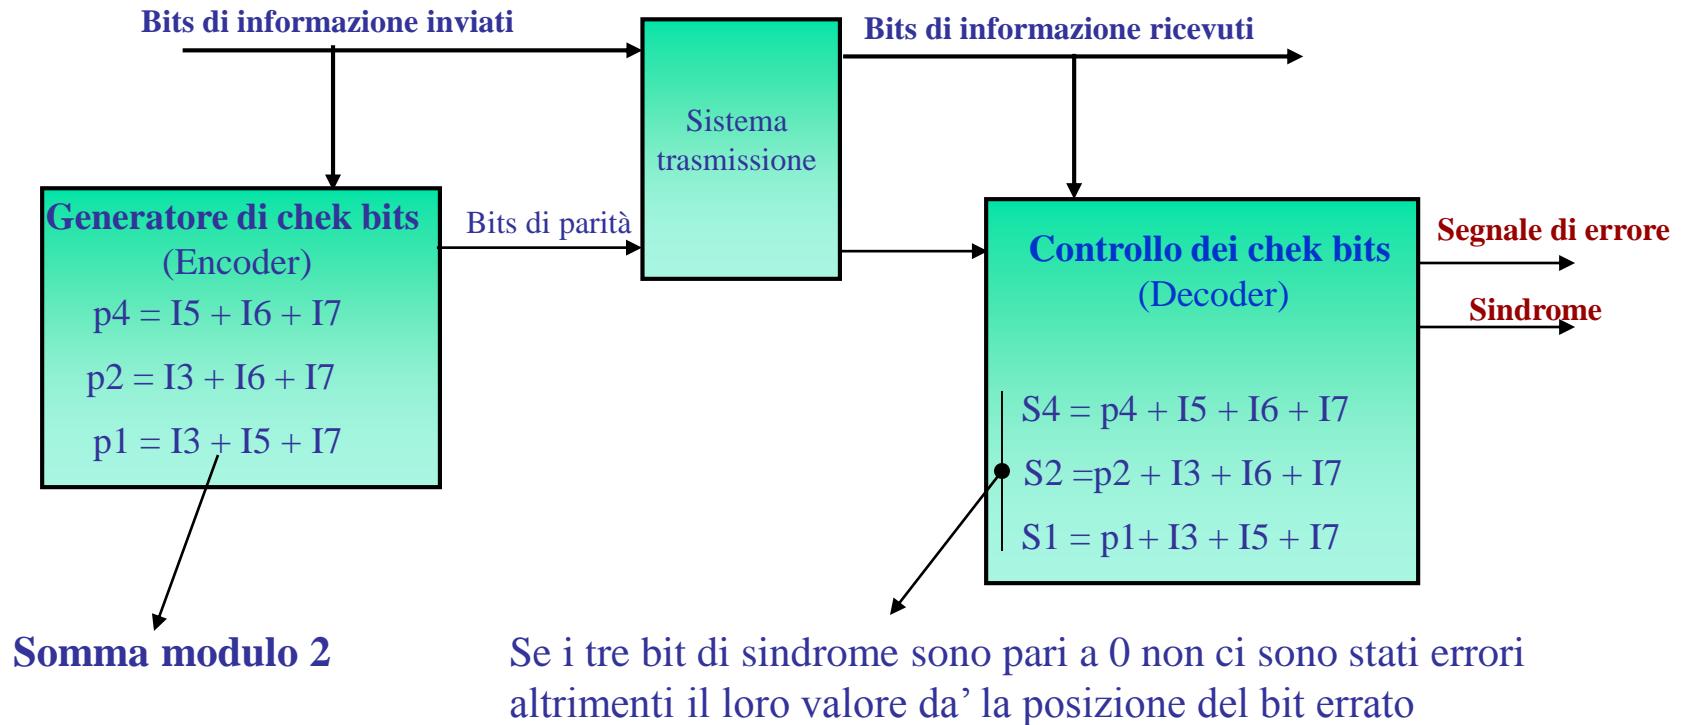 Bits di informazione inviati
Bits di informazione ricevuti
Sistema
trasmissione
Generatore di chek bits
(Encoder)
p4 = I5 + I6 + I7
p2 = I3 + I6 + I7
p1 = I3 + I5 + I7
Bits di parità
Controllo dei chek bits
(Decoder)
S4 = p4 + I5 + I6 + I7
S2 =p2 + I3 + I6 + I7
S1 = p1+ I3 + I5 + I7
Segnale di errore
Sindrome
Somma modulo 2
Se i tre bit di sindrome sono pari a 0 non ci sono stati errori
altrimenti il loro valore da’ la posizione del bit errato